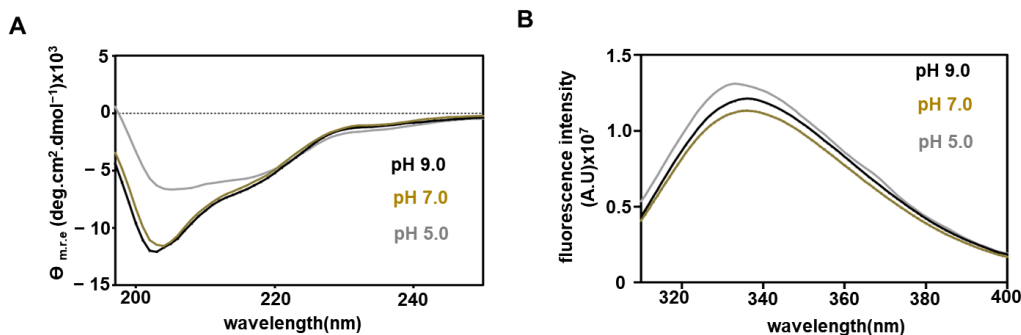 A
B
Θ m.r.e (deg.cm².dmol⁻¹)x10³
5
0
− 5
− 10
− 15
200
220
240
wavelength(nm)
pH 9.0
pH 7.0
pH 5.0
fluorescence intensity
(A.U)x10⁷
1.5
1.0
0.5
0
320
340
360
380
400
wavelength(nm)
pH 9.0
pH 7.0
pH 5.0